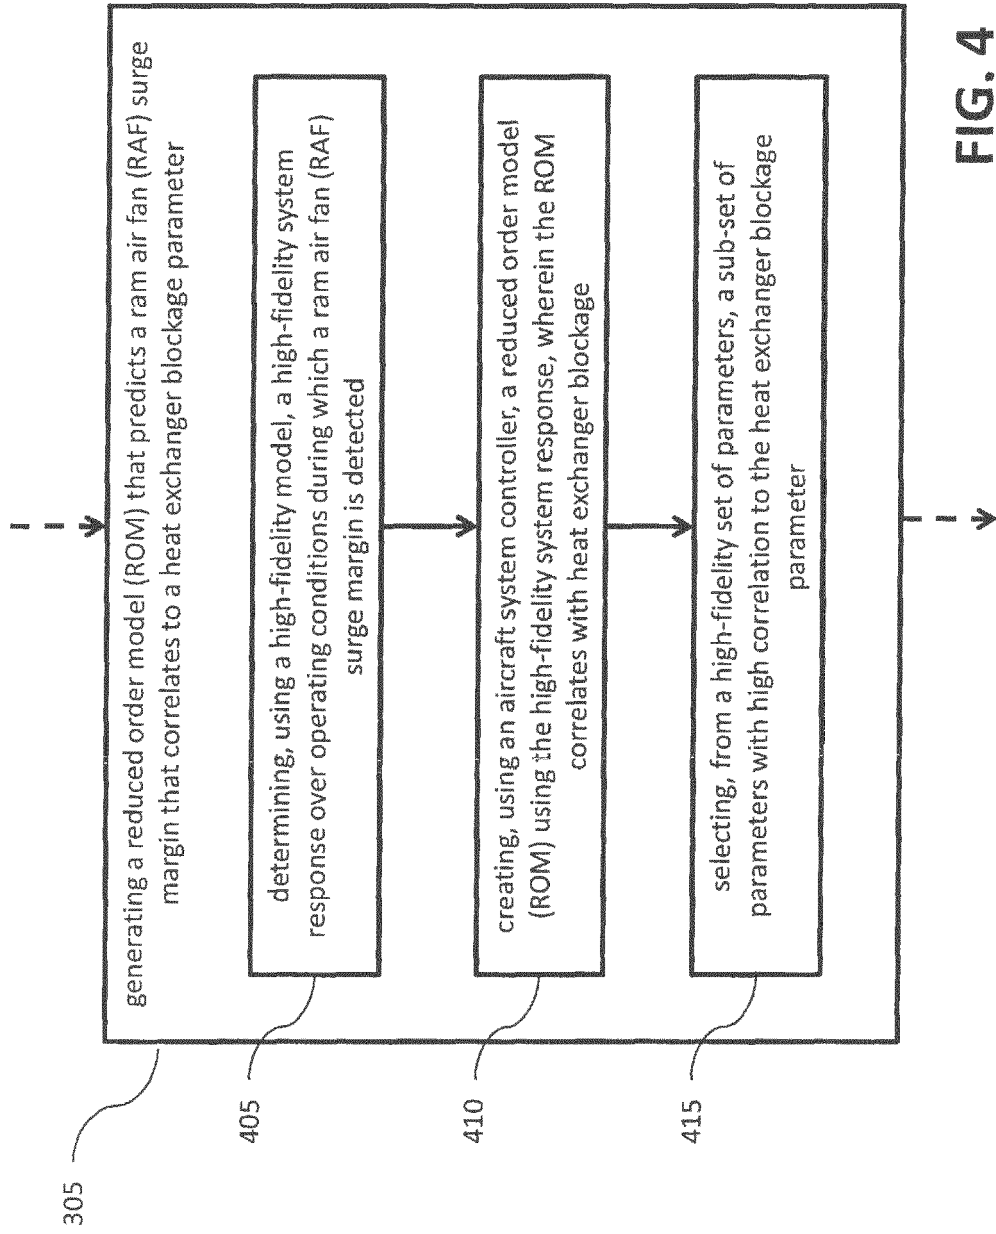 305
generating a reduced order model (ROM) that predicts a ram air fan (RAF) surge
margin that correlates to a heat exchanger blockage parameter
405
determining, using a high-fidelity model, a high-fidelity system
response over operating conditions during which a ram air fan (RAF)
surge margin is detected
410
creating, using an aircraft system controller, a reduced order model
(ROM) using the high-fidelity system response, wherein the ROM
correlates with heat exchanger blockage
415
selecting, from a high-fidelity set of parameters, a sub-set of
parameters with high correlation to the heat exchanger blockage
parameter
FIG. 4